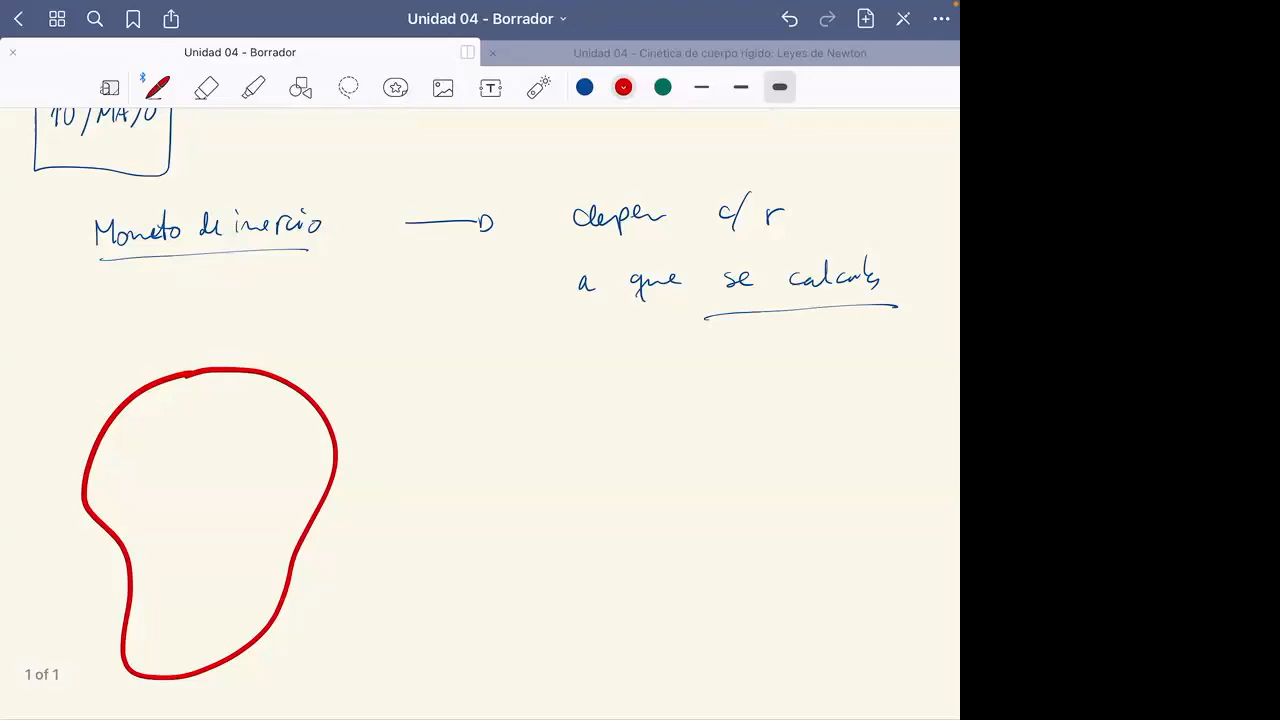 Unidad 04 - Borrador
Unidad 04 - Borrador
Unidad 04 - Cinética de cuerpo rígido: Leyes de Newton
10/MAYO
Momento de inercia depen c/r
a que se calcula
1 of 1